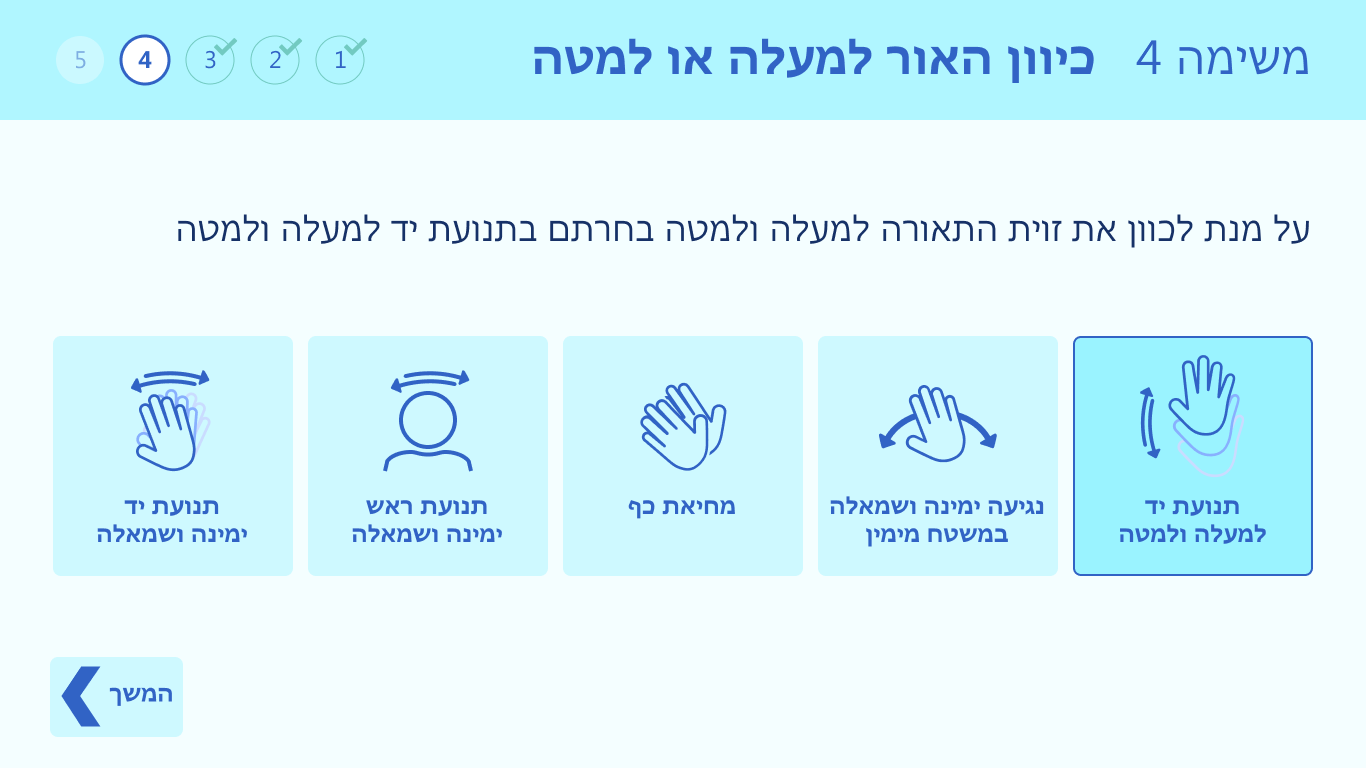 משימה 4 כיוון האור למעלה או למטה
1 2 3 4 5
על מנת לכוון את זוית התאורה למעלה ולמטה בחרתם בתנועת יד למעלה ולמטה
תנועת יד
למעלה ולמטה
נגיעה ימינה ושמאלה
במשטח מימין
מחיאת כף
תנועת ראש
ימינה ושמאלה
תנועת יד
ימינה ושמאלה
המשך